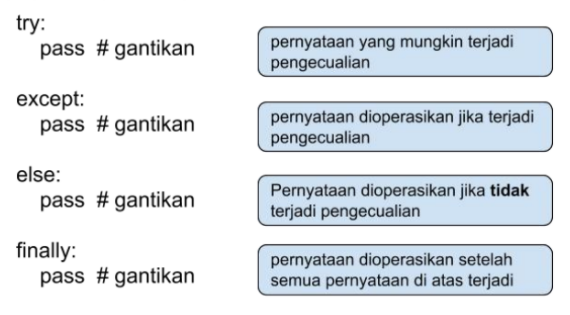 try:
pass # gantikan
pernyataan yang mungkin terjadi
pengecualian
except:
pass # gantikan
pernyataan dioperasikan jika terjadi
pengecualian
else:
pass # gantikan
Pernyataan dioperasikan jika tidak
terjadi pengecualian
finally:
pass # gantikan
pernyataan dioperasikan setelah
semua pernyataan di atas terjadi